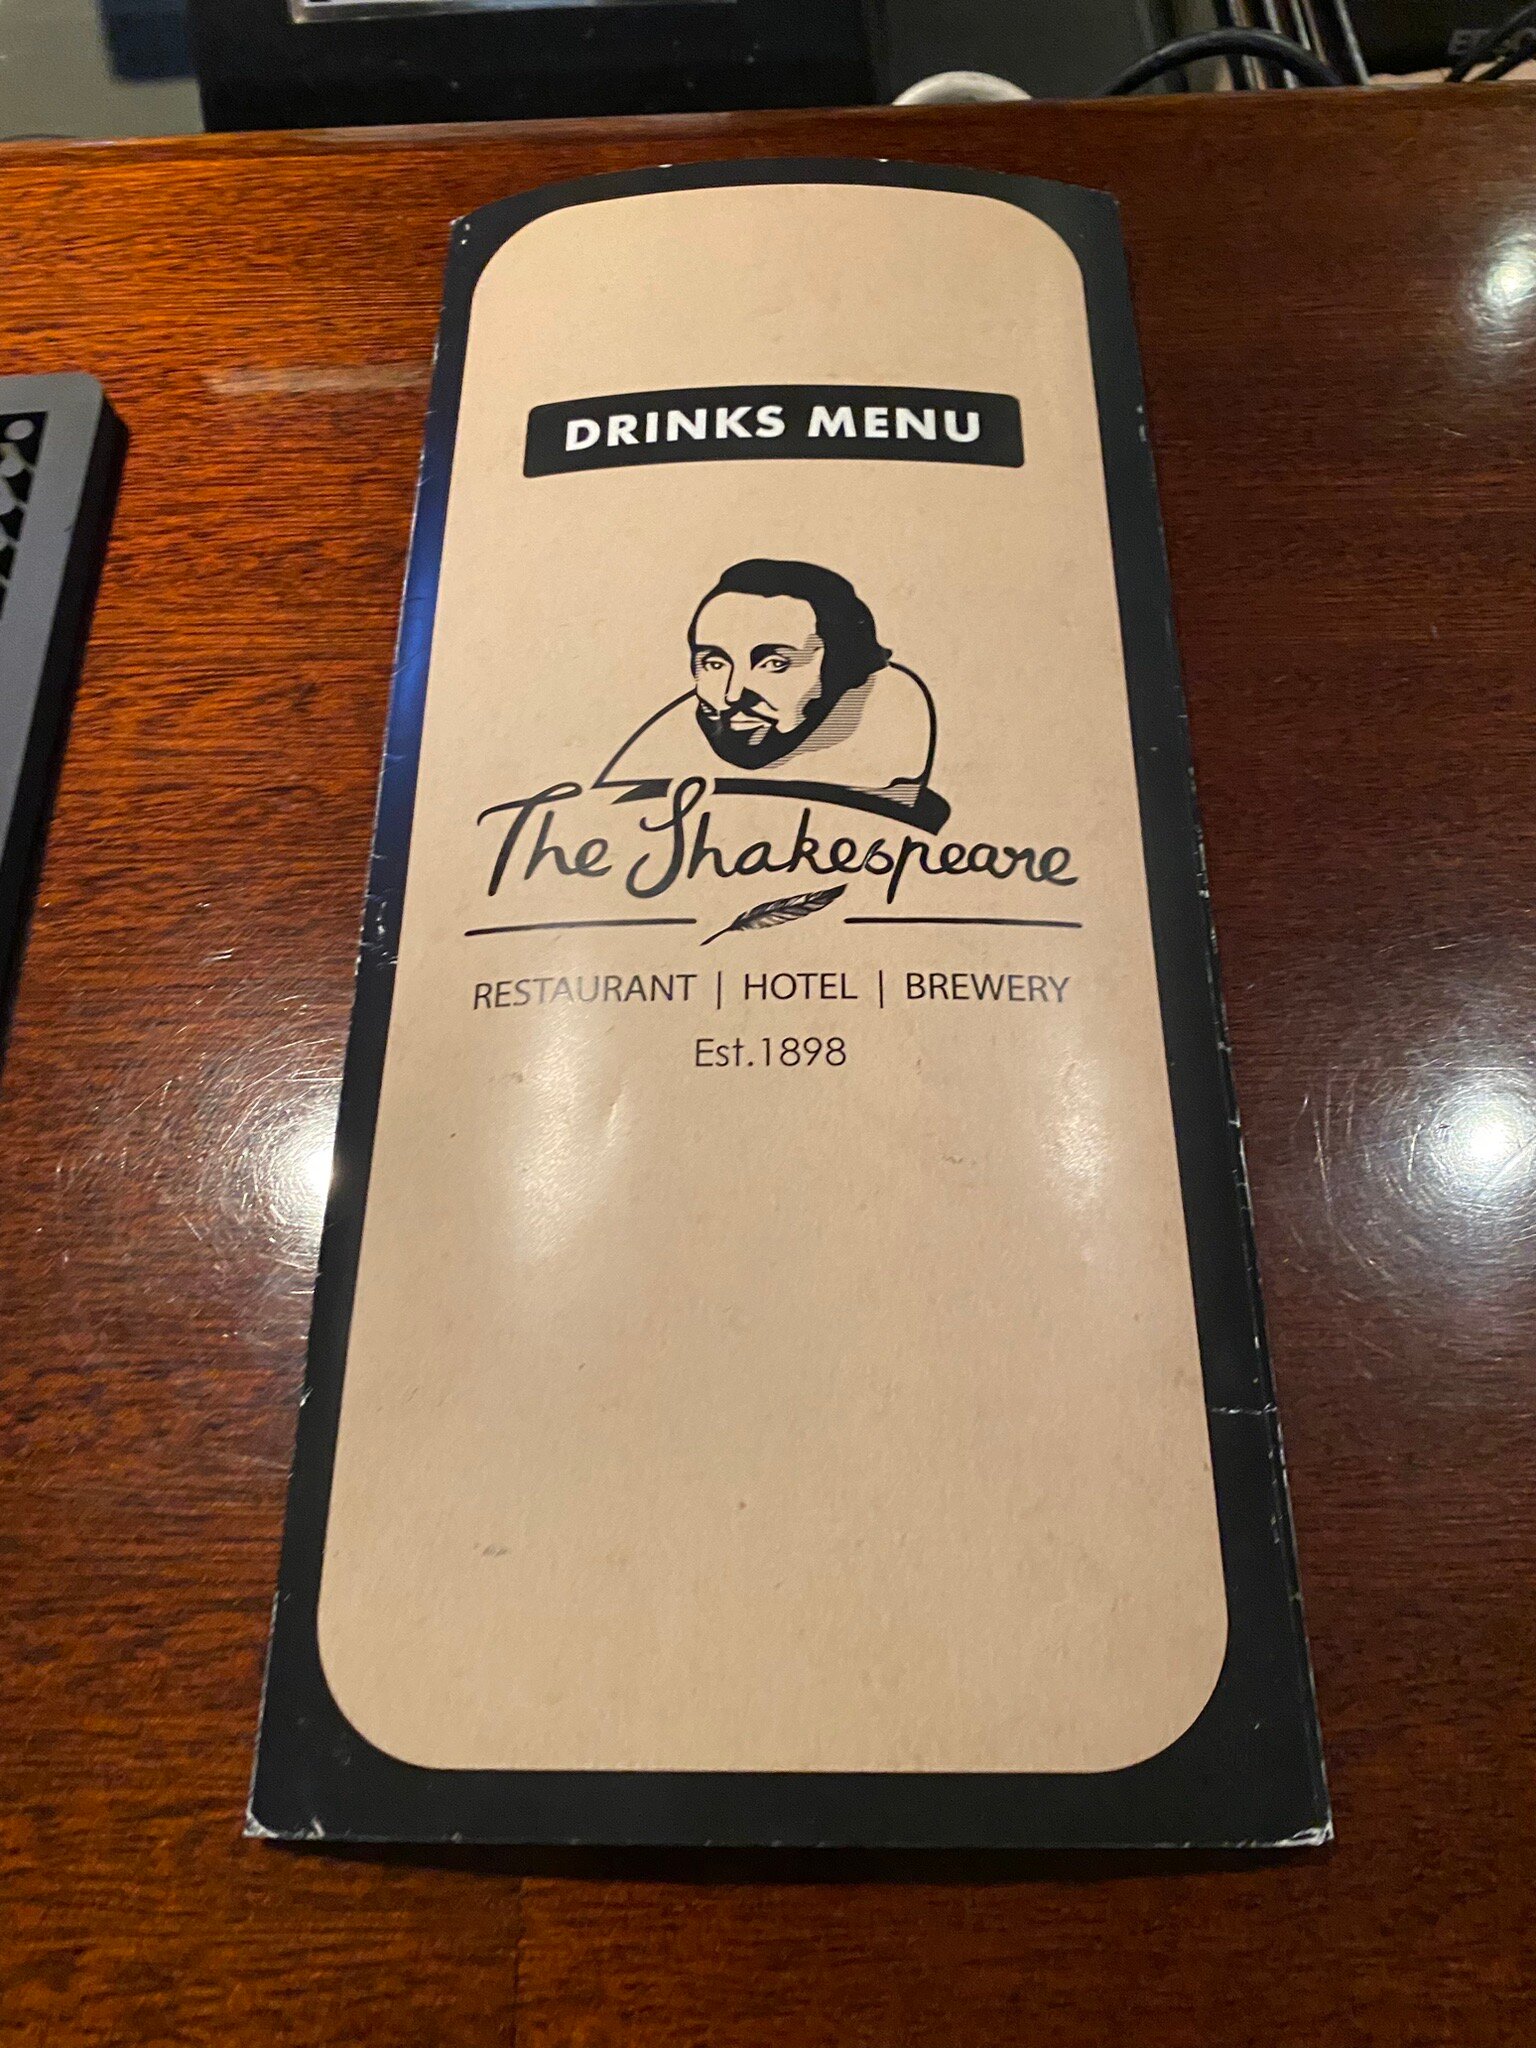 DRINKS MENU
The Shakespeare
RESTAURANT | HOTEL | BREWERY
Est.1898